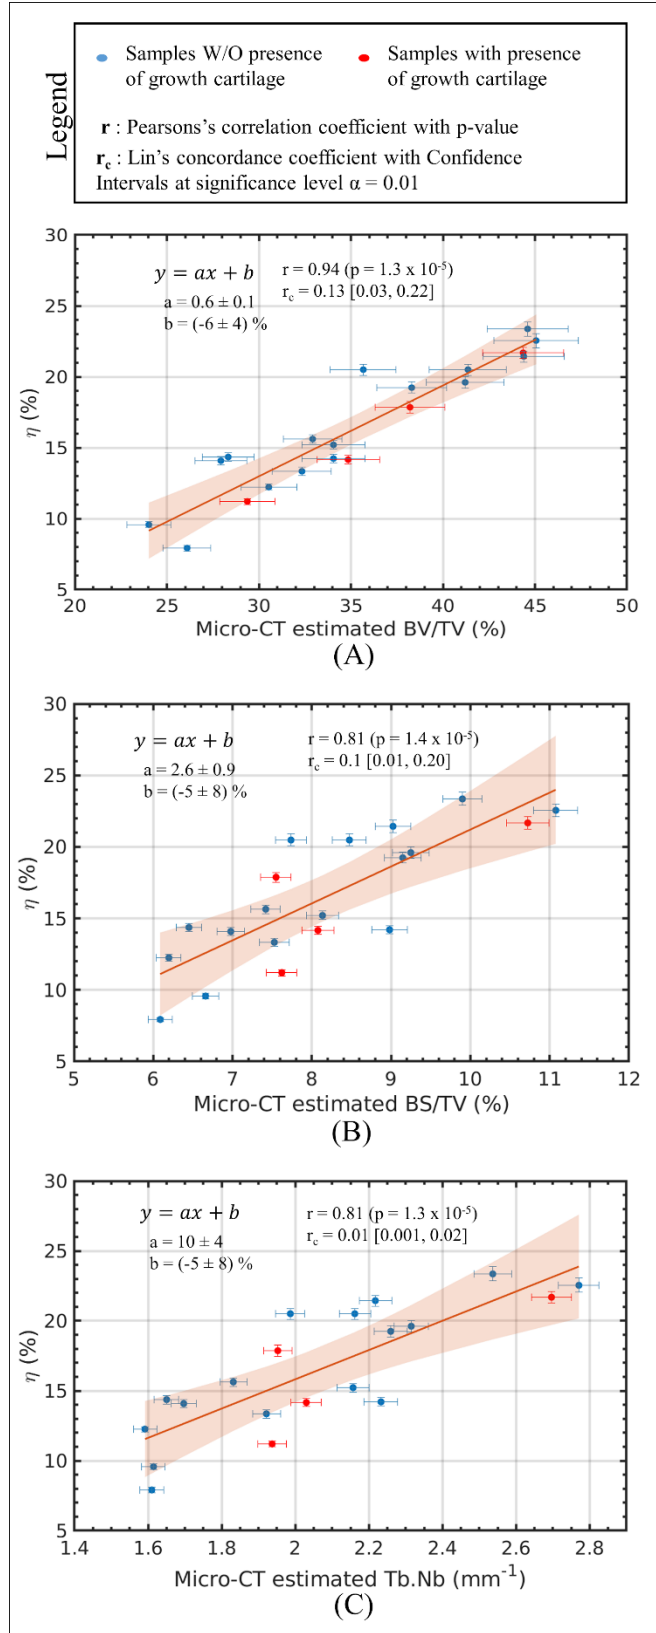 Legend
Samples W/O presence
of growth cartilage
Samples with presence
of growth cartilage
r : Pearsons's correlation coefficient with p-value
r_c : Lin's concordance coefficient with Confidence
Intervals at significance level α = 0.01
30
25
20
15
10
5
η (%)
y = ax + b
a = 0.6 ± 0.1
b = (-6 ± 4) %
r = 0.94 (p = 1.3 x 10⁻⁵)
r_c = 0.13 [0.03, 0.22]
20 25 30 35 40 45 50
Micro-CT estimated BV/TV (%)
(A)
30
25
20
15
10
5
η (%)
y = ax + b
a = 2.6 ± 0.9
b = (-5 ± 8) %
r = 0.81 (p = 1.4 x 10⁻⁵)
r_c = 0.1 [0.01, 0.20]
5 6 7 8 9 10 11 12
Micro-CT estimated BS/TV (%)
(B)
30
25
20
15
10
5
η (%)
y = ax + b
a = 10 ± 4
b = (-5 ± 8) %
r = 0.81 (p = 1.3 x 10⁻⁵)
r_c = 0.01 [0.001, 0.02]
1.4 1.6 1.8 2 2.2 2.4 2.6 2.8
Micro-CT estimated Tb.Nb (mm⁻¹)
(C)